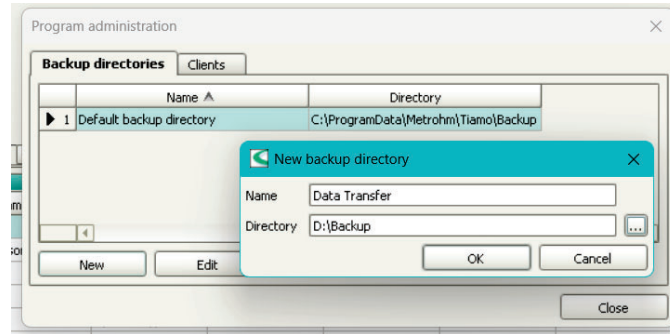 Program administration
Backup directories Clients
Name Directory
1 Default backup directory C:\ProgramData\Metrohm\Tiamo\Backup
New backup directory
Name Data Transfer
Directory D:\Backup ...
OK Cancel
New Edit
Close